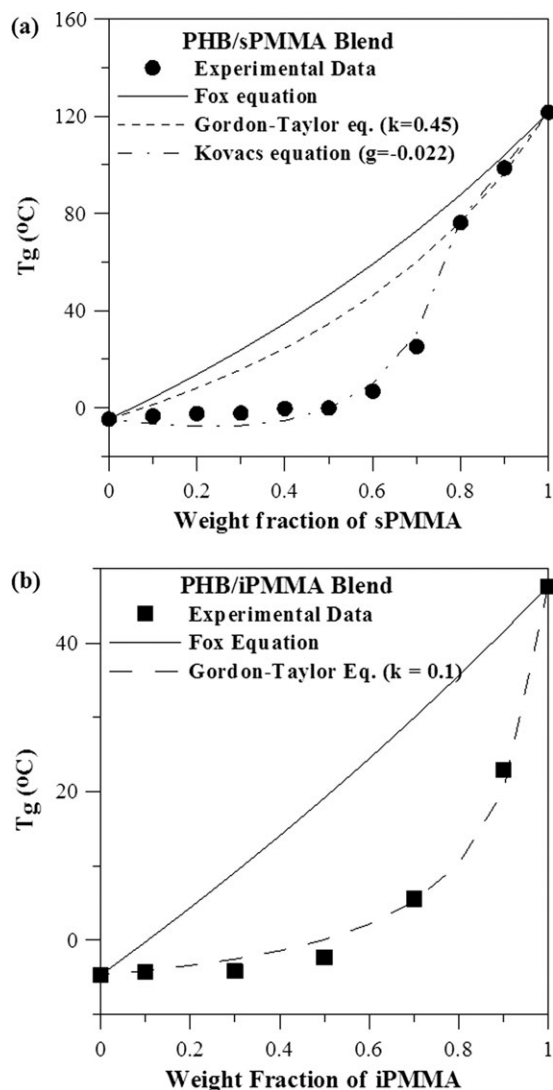 (a)
160
PHB/sPMMA Blend
Experimental Data
Fox equation
120
Gordon-Taylor eq. (k=0.45)
Kovacs equation (g=-0.022)
80
Tg (°C)
40
0
0 0.2 0.4 0.6 0.8 1
Weight fraction of sPMMA
(b)
PHB/iPMMA Blend
Experimental Data
Fox Equation
40
Gordon-Taylor Eq. (k = 0.1)
20
Tg (°C)
0
0 0.2 0.4 0.6 0.8 1
Weight Fraction of iPMMA